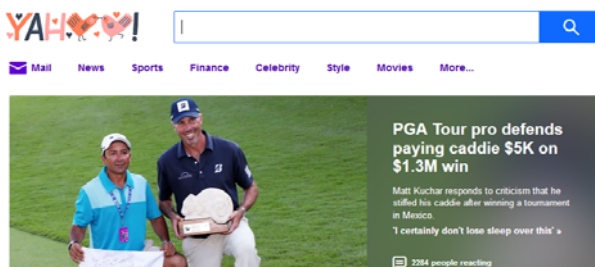 YAHOO!
Mail News Sports Finance Celebrity Style Movies More...
PGA Tour pro defends
paying caddie $5K on
$1.3M win
Matt Kuchar responds to criticism that he
stiffed his caddie after winning a tournament
in Mexico.
'I certainly don't lose sleep over this' »
2284 people reacting